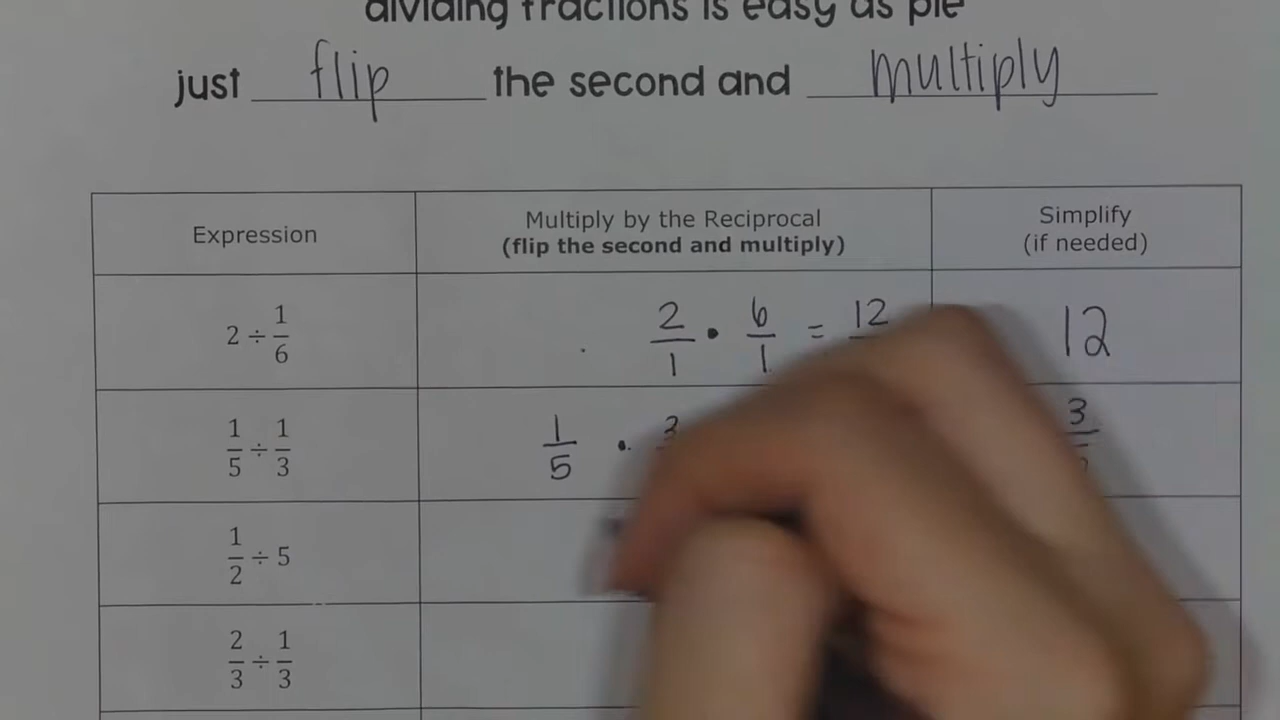 dividing fractions is easy as pie
just flip the second and multiply
Expression
Multiply by the Reciprocal
(flip the second and multiply)
Simplify
(if needed)
2 ÷ 1/6
2/1 • 6/1 = 12
12
1/5 ÷ 1/3
1/5 • 3
3
1/2 ÷ 5
2/3 ÷ 1/3